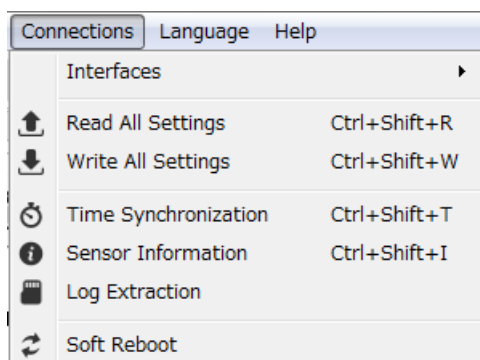 Connections Language Help
Interfaces
Read All Settings Ctrl+Shift+R
Write All Settings Ctrl+Shift+W
Time Synchronization Ctrl+Shift+T
Sensor Information Ctrl+Shift+I
Log Extraction
Soft Reboot